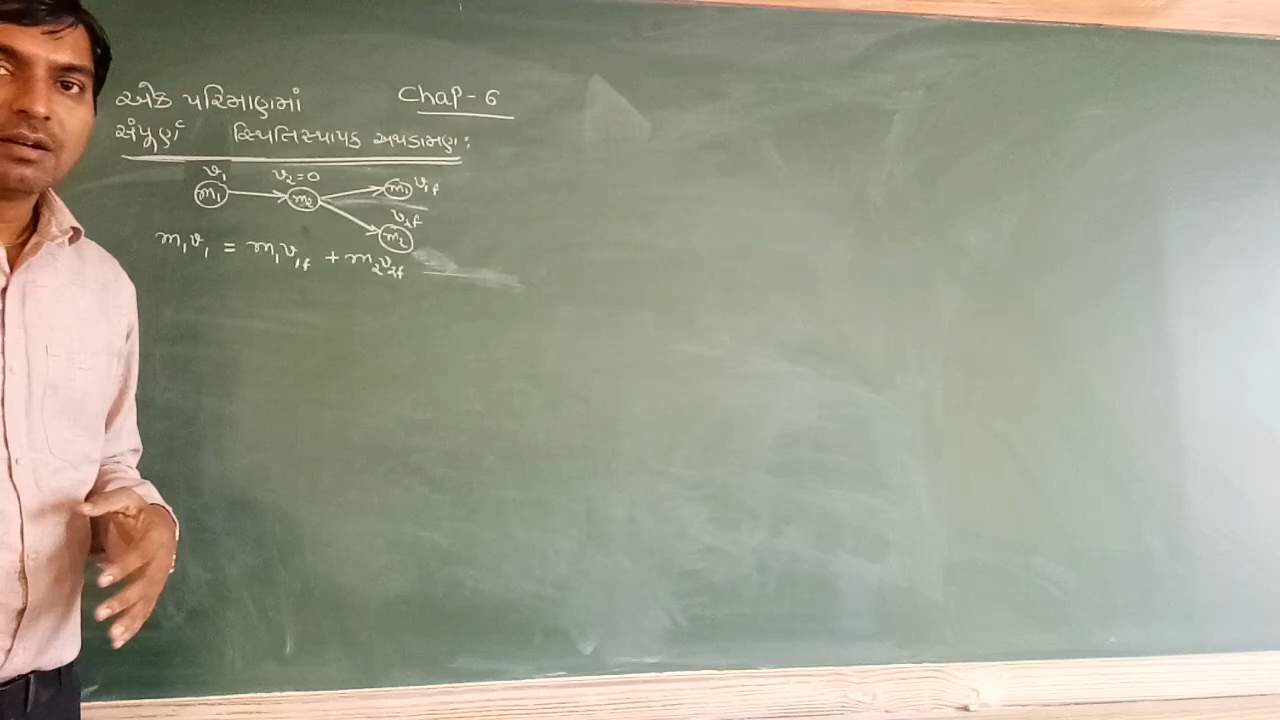 એક પરિમાણમાં Chap-6
સંપૂર્ણ સ્થિતિસ્થાપક અથડામણ:
v₁ v₂=0
m₁ m₂ m₁ v₁f
v₂f
m₂
m₁v₁ = m₁v₁f + m₂v₂f